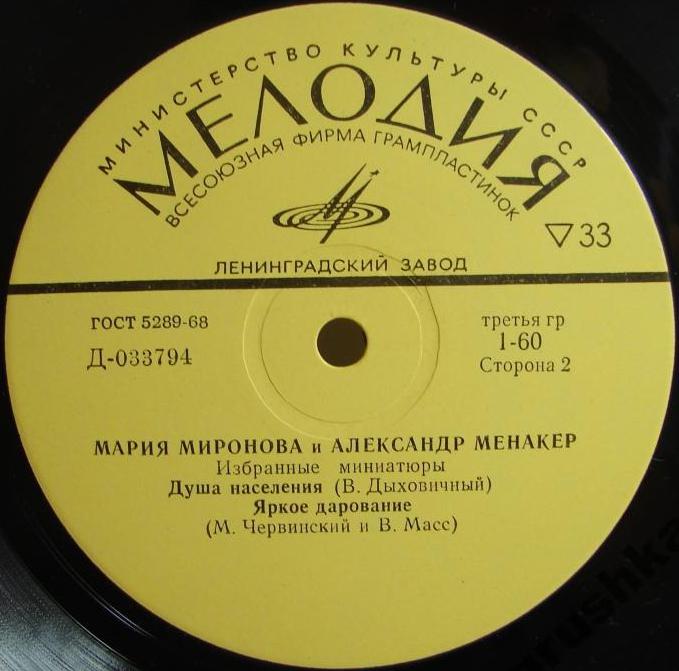 МИНИСТЕРСТВО КУЛЬТУРЫ СССР
МЕЛОДИЯ
ВСЕСОЮЗНАЯ ФИРМА ГРАМПЛАСТИНОК
▽33
ЛЕНИНГРАДСКИЙ ЗАВОД
ГОСТ 5289-68
Д-033794
третья гр
1-60
Сторона 2
МАРИЯ МИРОНОВА и АЛЕКСАНДР МЕНАКЕР
Избранные миниатюры
Душа населения (В. Дыховичный)
Яркое дарование
(М. Червинский и В. Масс)